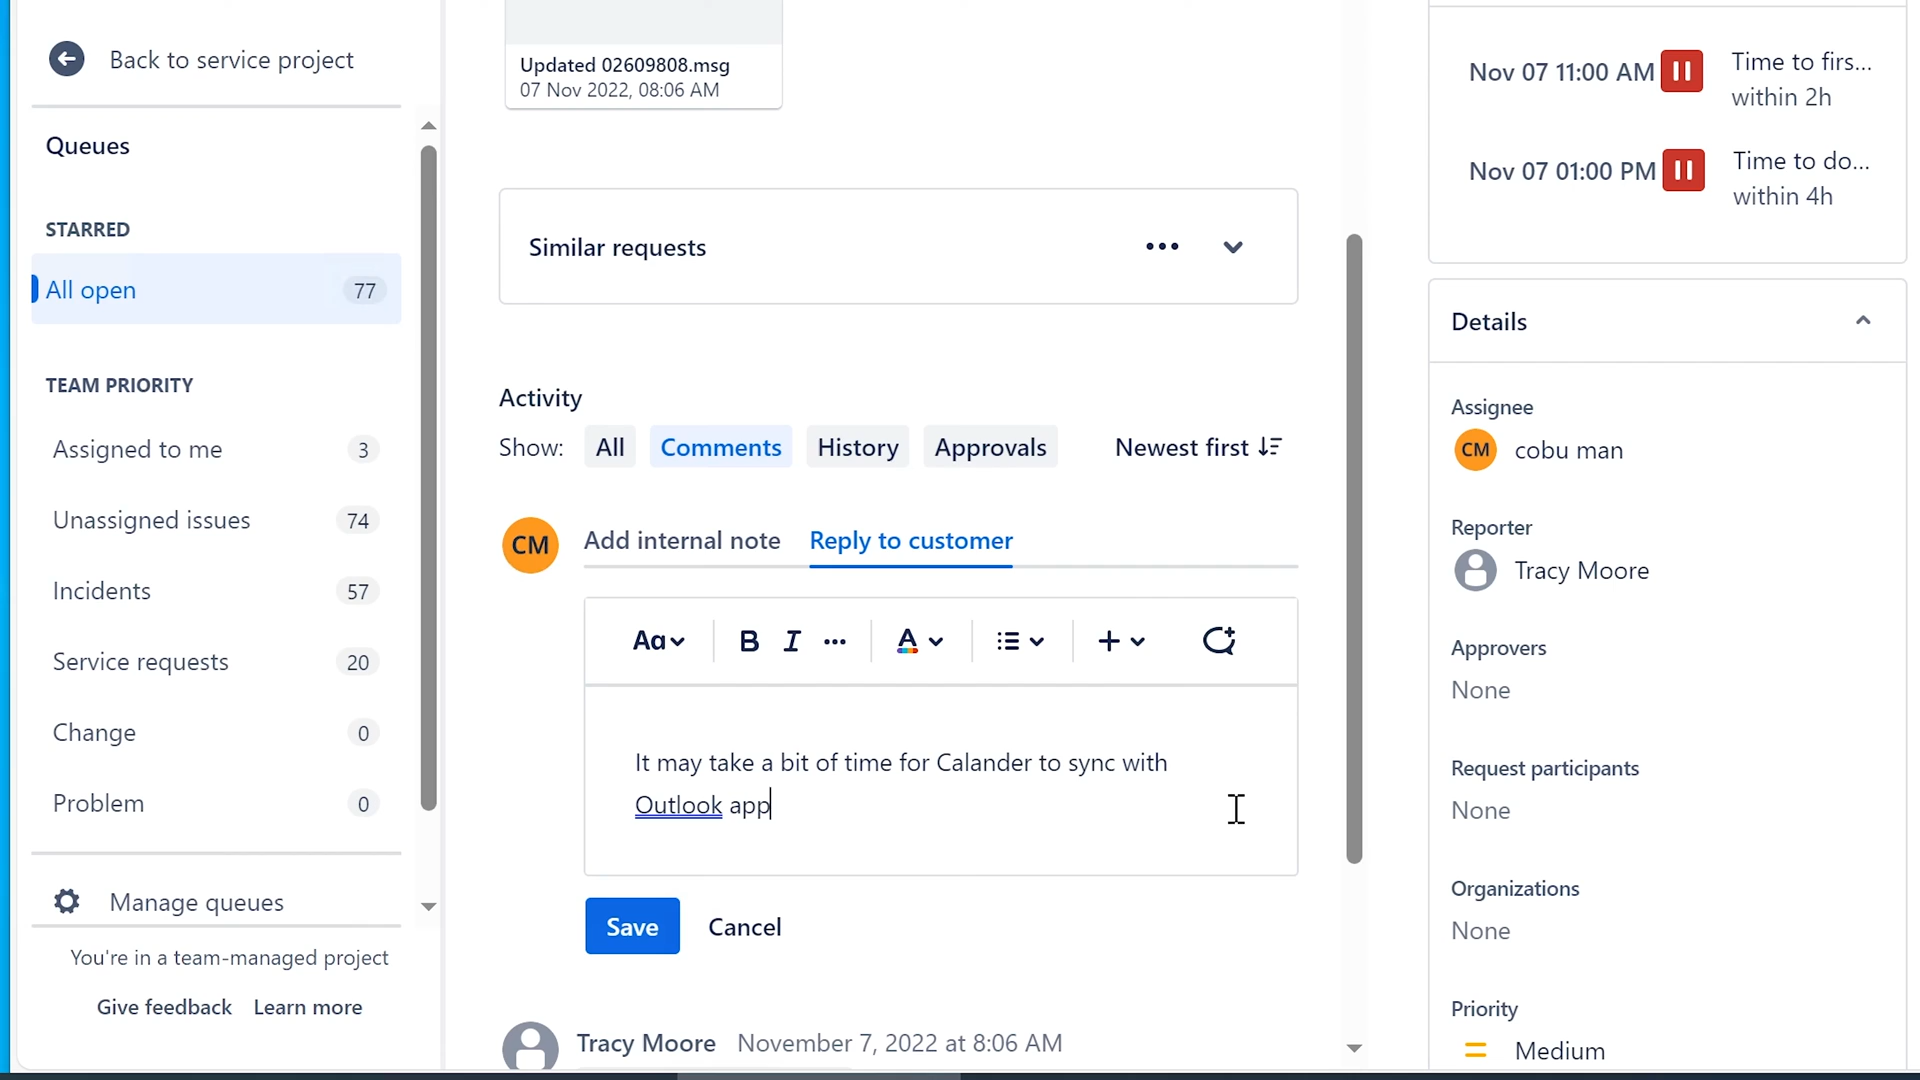 Back to service project
Queues
STARRED
All open 77
TEAM PRIORITY
Assigned to me 3
Unassigned issues 74
Incidents 57
Service requests 20
Change 0
Problem 0
Manage queues
You're in a team-managed project
Give feedback Learn more
Updated 02609808.msg
07 Nov 2022, 08:06 AM
Similar requests
Activity
Show: All Comments History Approvals Newest first
CM Add internal note Reply to customer
Aa B I A
It may take a bit of time for Calander to sync with
Outlook app
Save Cancel
Tracy Moore November 7, 2022 at 8:06 AM
Nov 07 11:00 AM Time to firs...
within 2h
Nov 07 01:00 PM Time to do...
within 4h
Details
Assignee
CM cobu man
Reporter
Tracy Moore
Approvers
None
Request participants
None
Organizations
None
Priority
Medium